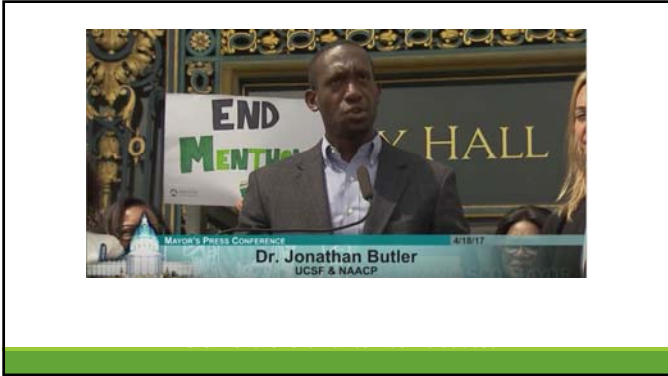 END
MENTHO
Y HALL
MAYOR'S PRESS CONFERENCE
4/18/17
Dr. Jonathan Butler
UCSF & NAACP